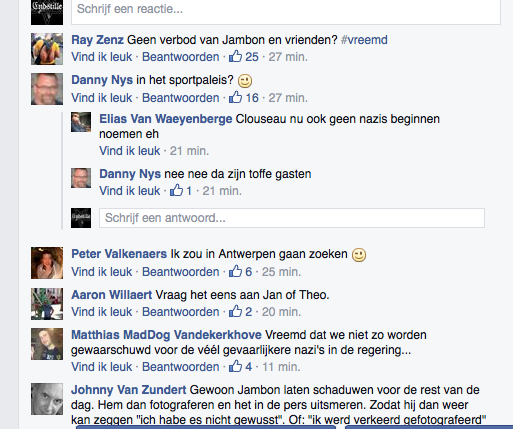 Endstille
Schrijf een reactie...
Ray Zenz Geen verbod van Jambon en vrienden? #vreemd
Vind ik leuk · Beantwoorden · 25 · 27 min.
Danny Nys in het sportpaleis?
Vind ik leuk · Beantwoorden · 16 · 27 min.
Elias Van Waeyenberge Clouseau nu ook geen nazis beginnen
noemen eh
Vind ik leuk · 21 min.
Danny Nys nee nee da zijn toffe gasten
Vind ik leuk · 1 · 21 min.
Endstille
Schrijf een antwoord...
Peter Valkenaers Ik zou in Antwerpen gaan zoeken
Vind ik leuk · Beantwoorden · 6 · 25 min.
Aaron Willaert Vraag het eens aan Jan of Theo.
Vind ik leuk · Beantwoorden · 2 · 20 min.
Matthias MadDog Vandekerkhove Vreemd dat we niet zo worden
gewaarschuwd voor de véél gevaarlijkere nazi's in de regering...
Vind ik leuk · Beantwoorden · 4 · 11 min.
Johnny Van Zundert Gewoon Jambon laten schaduwen voor de rest van de
dag. Hem dan fotograferen en het in de pers uitsmeren. Zodat hij dan weer
kan zeggen "ich habe es nicht gewusst". Of: "ik werd verkeerd gefotografeerd"